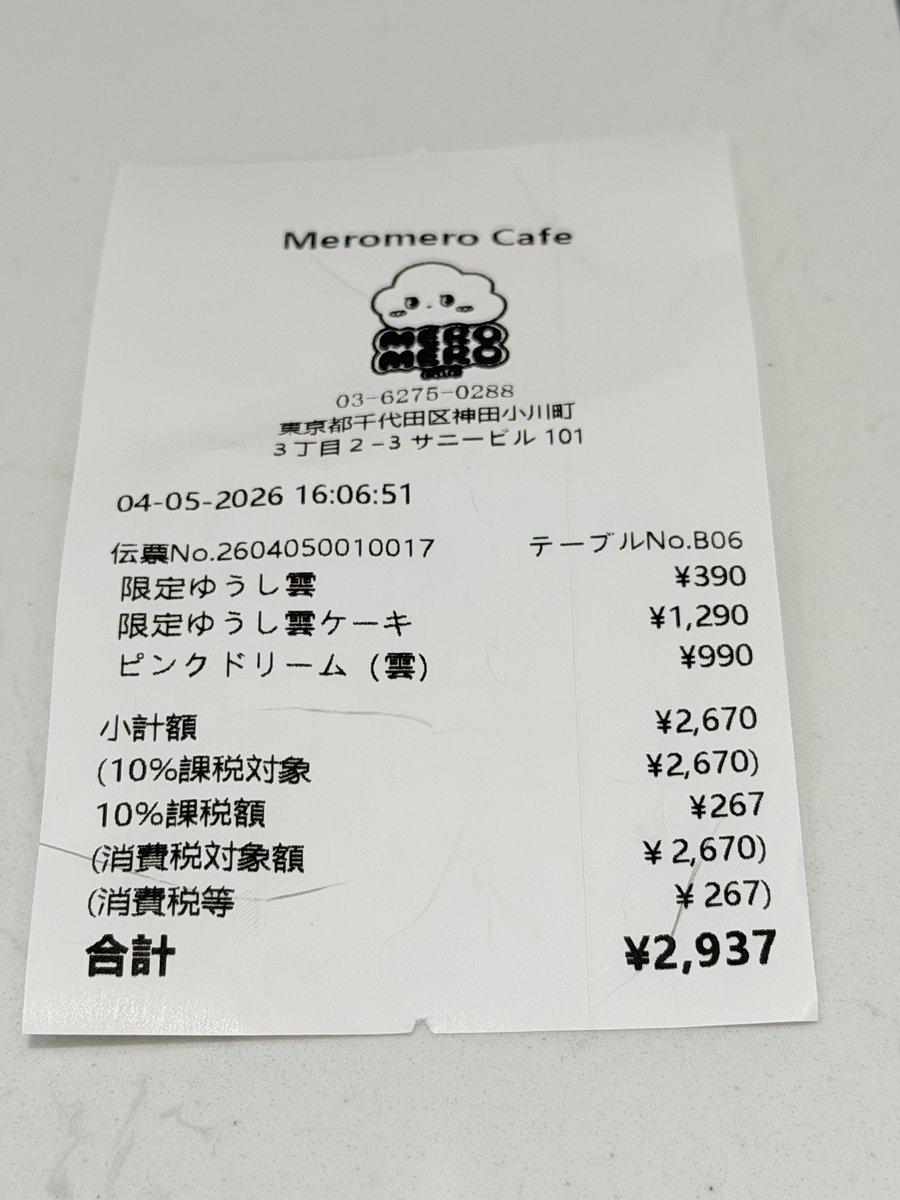 Meromero Cafe
MERO
MERO
03-6275-0288
東京都千代田区神田小川町
3丁目2-3 サニービル 101
04-05-2026 16:06:51
伝票No.2604050010017 テーブルNo.B06
限定ゆうし雲 ¥390
限定ゆうし雲ケーキ ¥1,290
ピンクドリーム (雲) ¥990
小計額 ¥2,670
(10%課税対象 ¥2,670)
10%課税額 ¥267
(消費税対象額 ¥ 2,670)
(消費税等 ¥ 267)
合計 ¥2,937